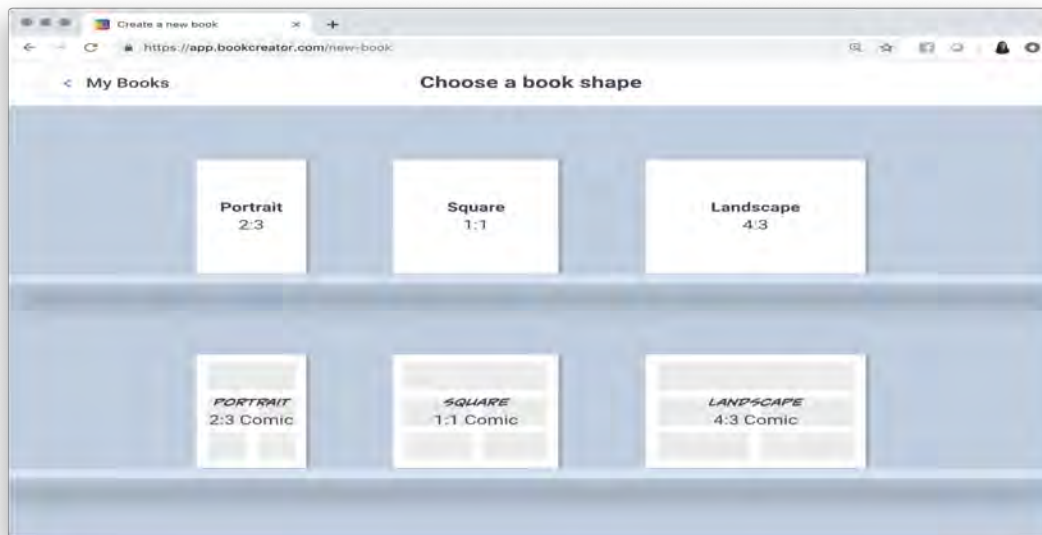 Create a new book
https://app.bookcreator.com/new-book
< My Books
Choose a book shape
Portrait
2:3
Square
1:1
Landscape
4:3
PORTRAIT
2:3 Comic
SQUARE
1:1 Comic
LANDSCAPE
4:3 Comic